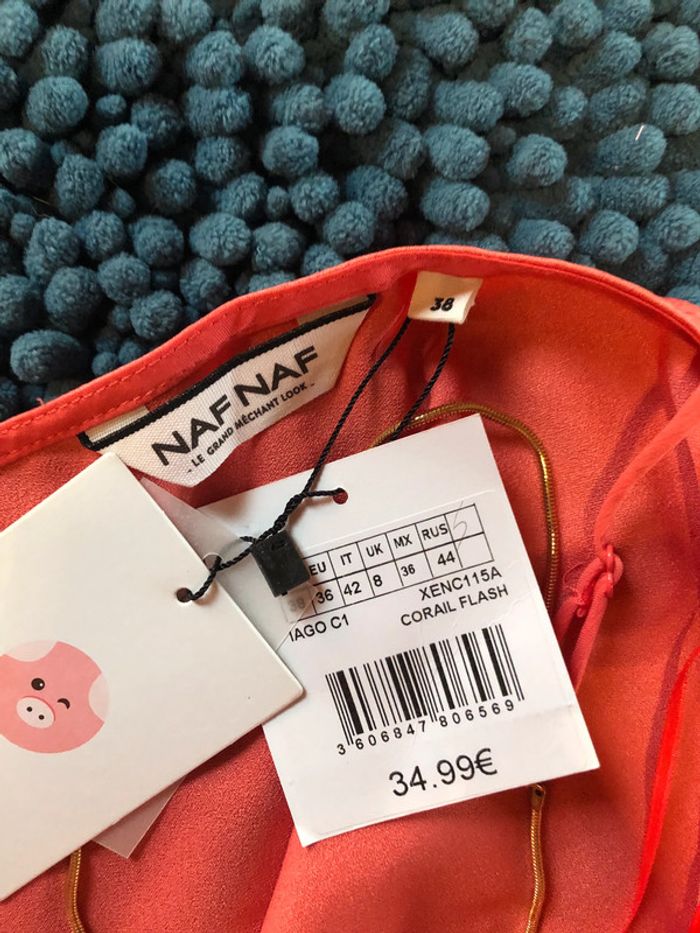 38
NAF NAF
- LE GRAND MÉCHANT LOOK -
EU IT UK MX RUS
38 36 42 8 36 44
IAGO C1 XENC115A
CORAIL FLASH
3 606847 806569
34.99€